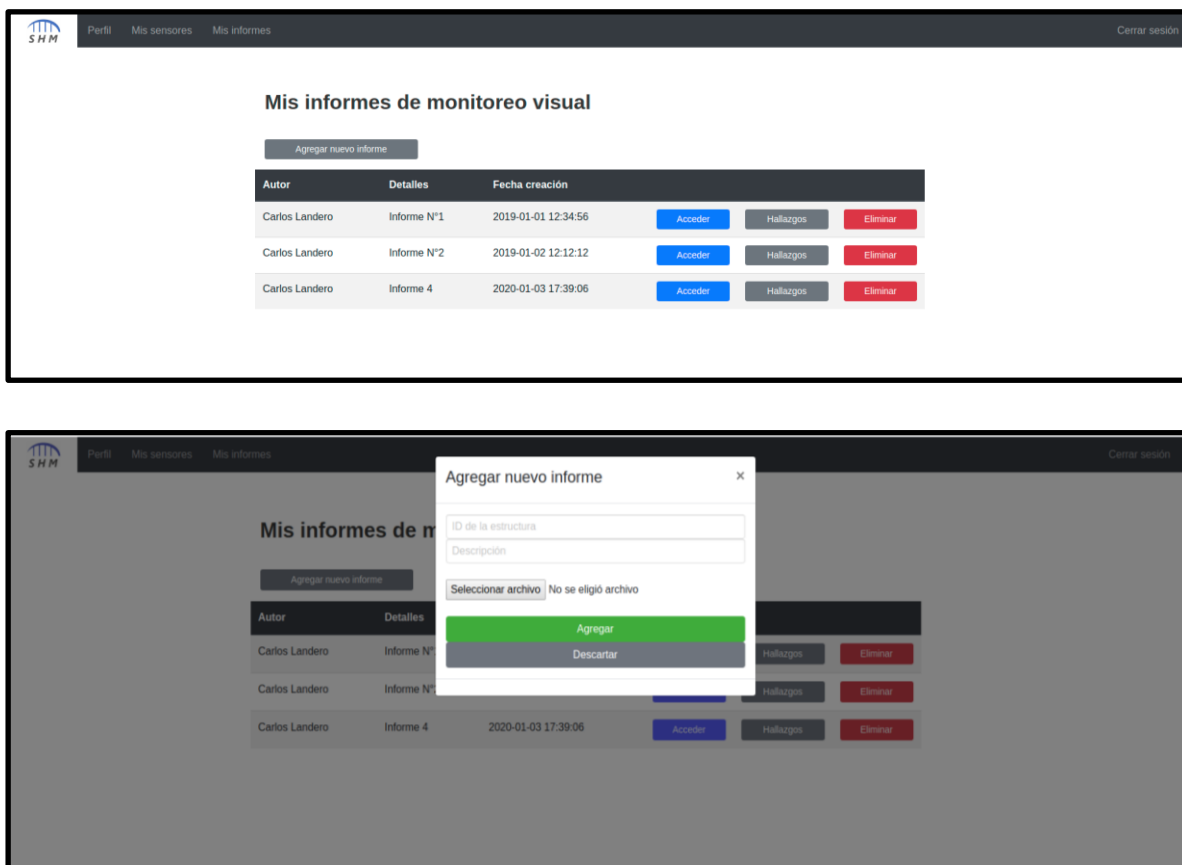 SHM Perfil Mis sensores Mis informes Cerrar sesión
Mis informes de monitoreo visual
Agregar nuevo informe
Autor Detalles Fecha creación
Carlos Landero Informe N°1 2019-01-01 12:34:56 Acceder Hallazgos Eliminar
Carlos Landero Informe N°2 2019-01-02 12:12:12 Acceder Hallazgos Eliminar
Carlos Landero Informe 4 2020-01-03 17:39:06 Acceder Hallazgos Eliminar
SHM Perfil Mis sensores Mis informes Cerrar sesión
Agregar nuevo informe ×
ID de la estructura
Mis informes de m
Descripción
Agregar nuevo informe
Seleccionar archivo No se eligió archivo
Autor Detalles
Agregar
Carlos Landero Informe N° Hallazgos Eliminar
Descartar
Carlos Landero Informe N° Hallazgos Eliminar
Carlos Landero Informe 4 2020-01-03 17:39:06 Acceder Hallazgos Eliminar